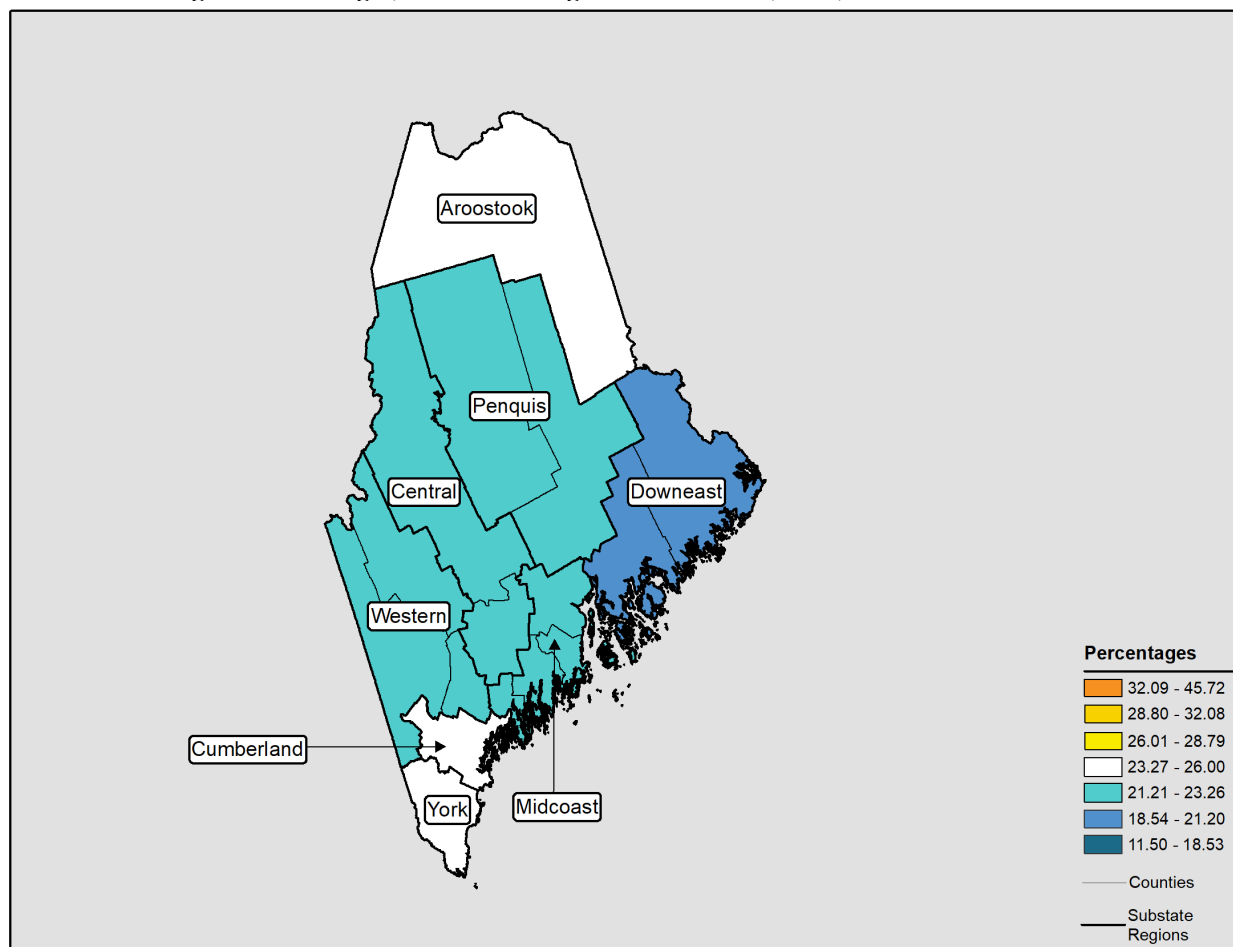 Aroostook
Penquis
Central
Downeast
Western
Cumberland
York
Midcoast
Percentages
32.09 - 45.72
28.80 - 32.08
26.01 - 28.79
23.27 - 26.00
21.21 - 23.26
18.54 - 21.20
11.50 - 18.53
Counties
Substate
Regions